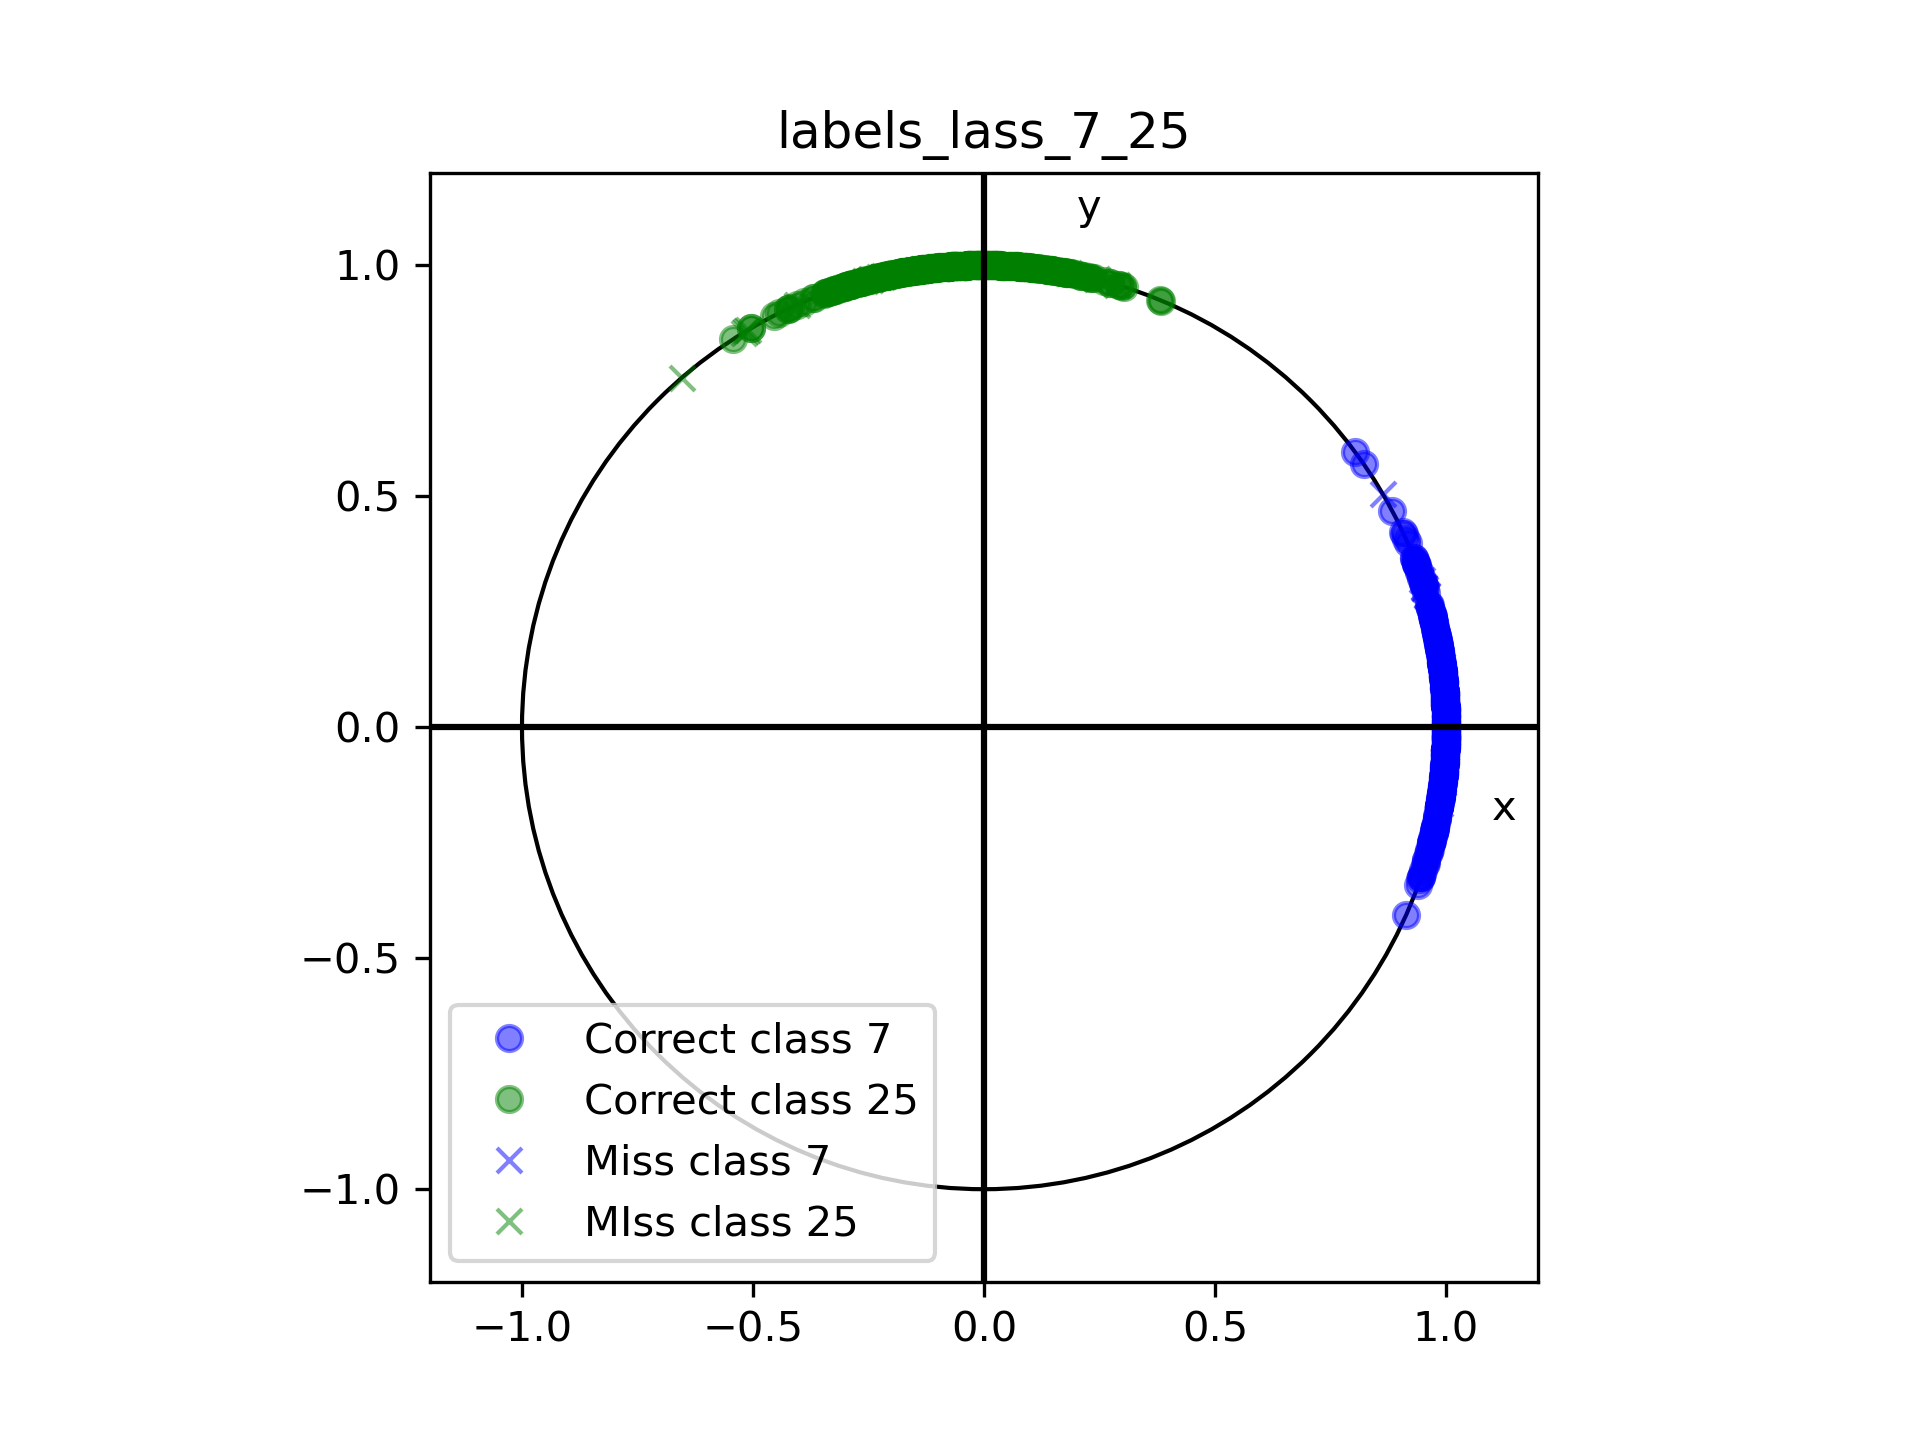 labels_lass_7_25
y
1.0
0.5
0.0
x
−0.5
−1.0
Correct class 7
Correct class 25
Miss class 7
MIss class 25
−1.0 −0.5 0.0 0.5 1.0